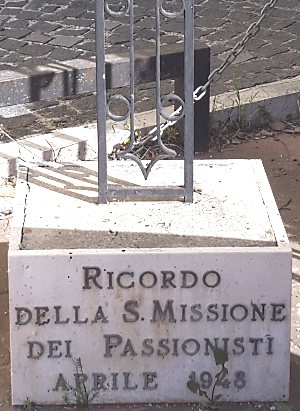 RICORDO
DELLA S. MISSIONE
DEI PASSIONISTI
APRILE 1948